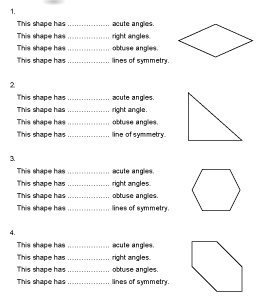 1.
This shape has ………………… acute angles.
This shape has ………………… right angles.
This shape has ………………… obtuse angles.
This shape has ………………… lines of symmetry.
2.
This shape has ………………… acute angles.
This shape has ………………… right angle.
This shape has ………………… obtuse angles.
This shape has ………………… line of symmetry.
3.
This shape has ………………… acute angles.
This shape has ………………… right angles.
This shape has ………………… obtuse angles.
This shape has ………………… lines of symmetry.
4.
This shape has ………………… acute angles.
This shape has ………………… right angles.
This shape has ………………… obtuse angles.
This shape has ………………… lines of symmetry.